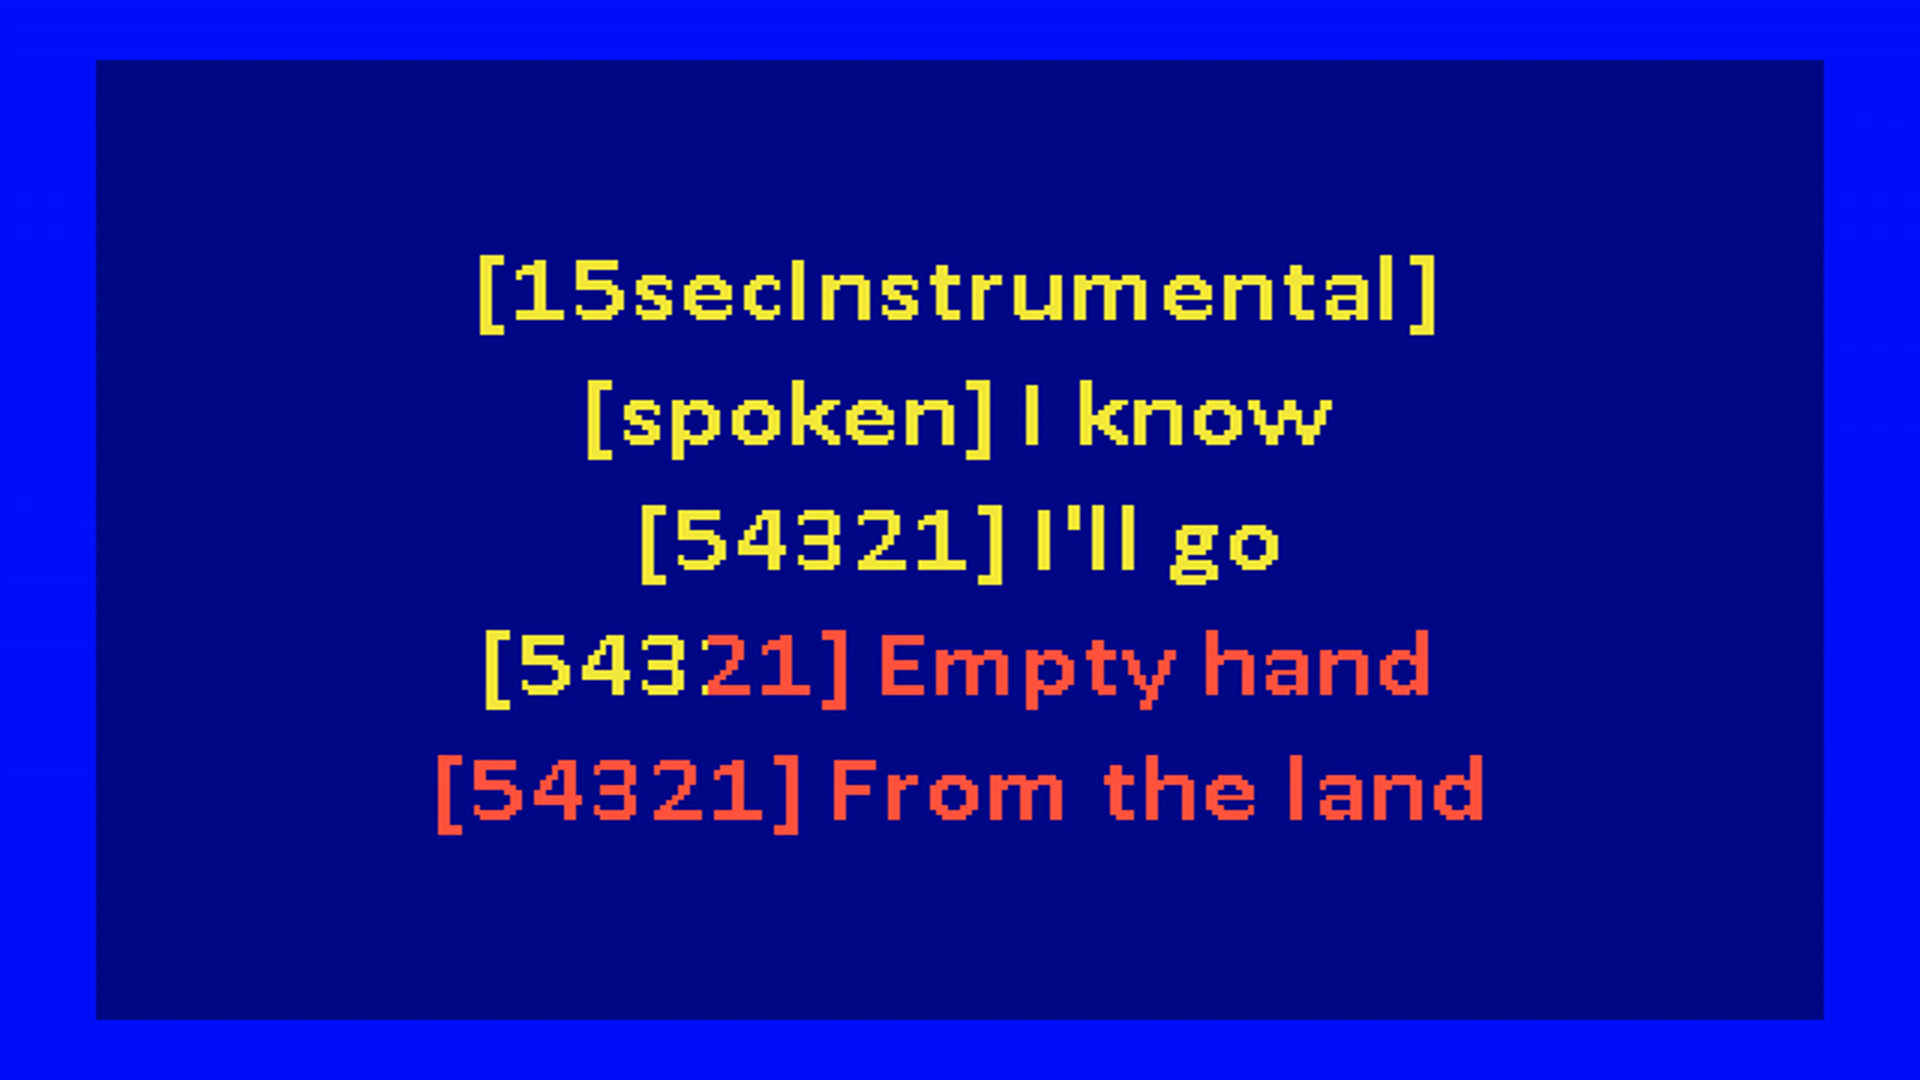 [15secInstrumental]
[spoken] I know
[54321] I'll go
[54321] Empty hand
[54321] From the land